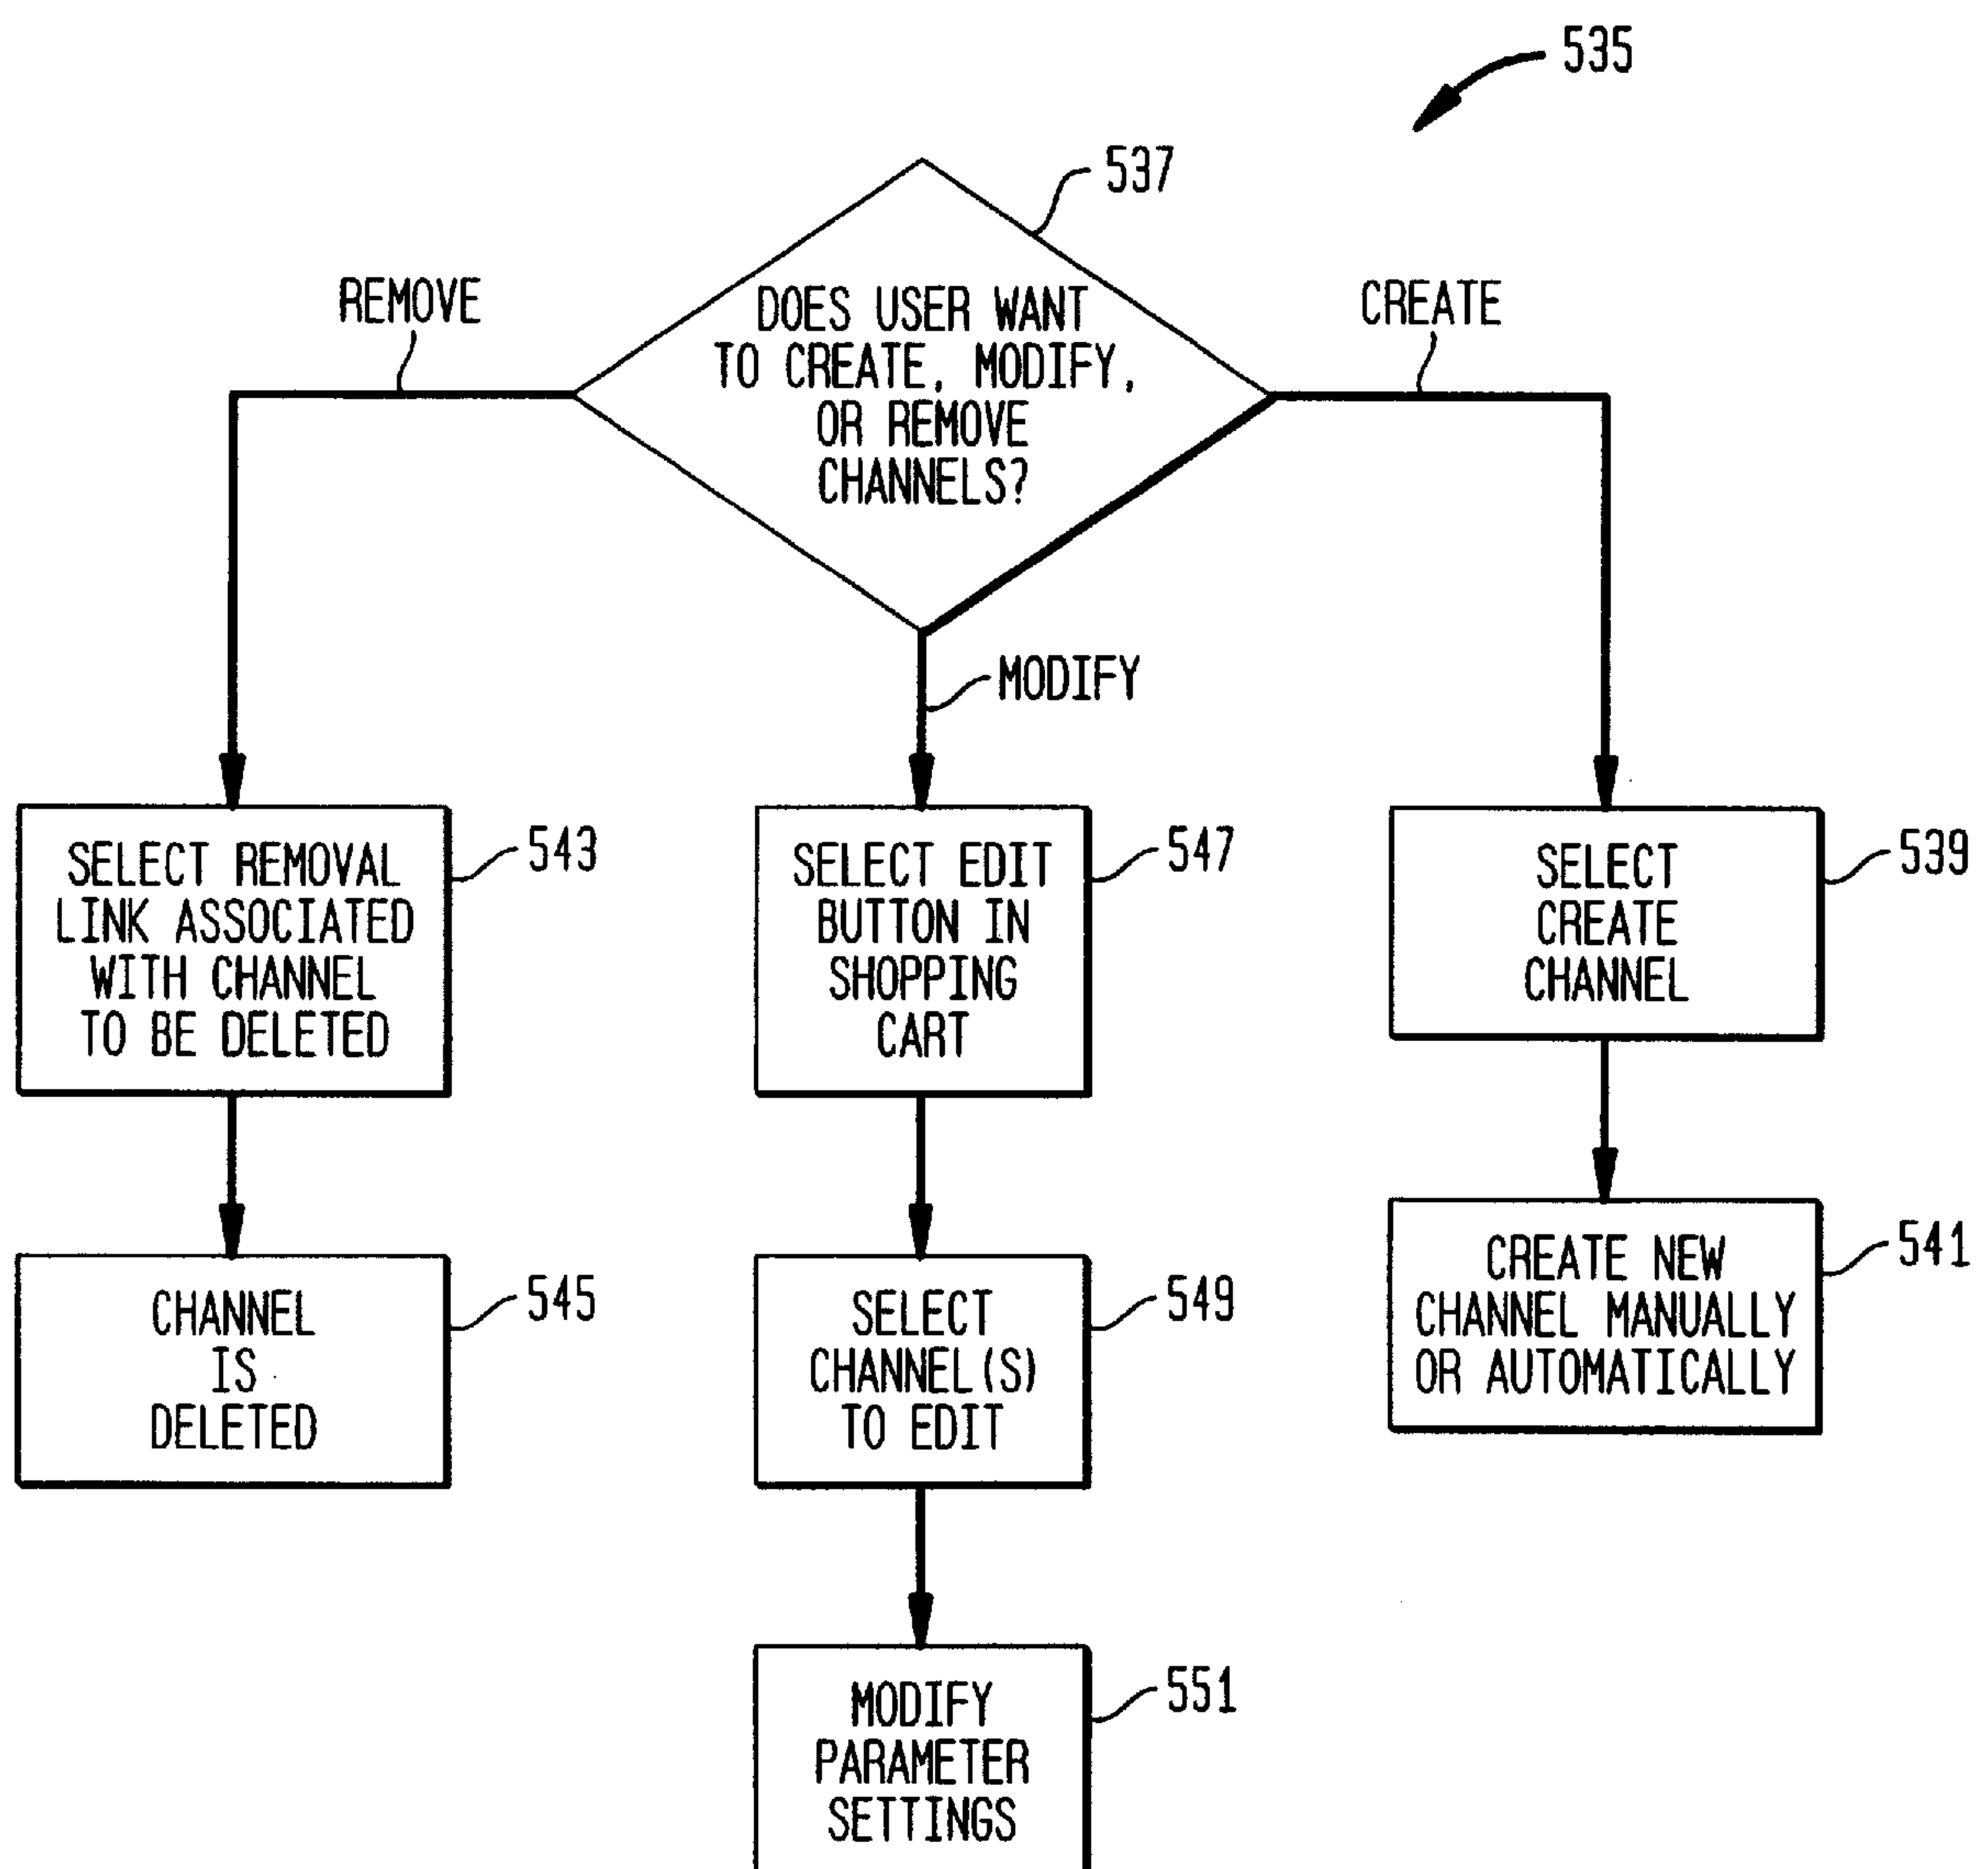 535
537
REMOVE
CREATE
DOES USER WANT
TO CREATE, MODIFY,
OR REMOVE
CHANNELS?
MODIFY
SELECT REMOVAL
LINK ASSOCIATED
WITH CHANNEL
TO BE DELETED
543
SELECT EDIT
BUTTON IN
SHOPPING
CART
547
SELECT
CREATE
CHANNEL
539
CHANNEL
IS
DELETED
545
SELECT
CHANNEL(S)
TO EDIT
549
CREATE NEW
CHANNEL MANUALLY
OR AUTOMATICALLY
541
MODIFY
PARAMETER
SETTINGS
551